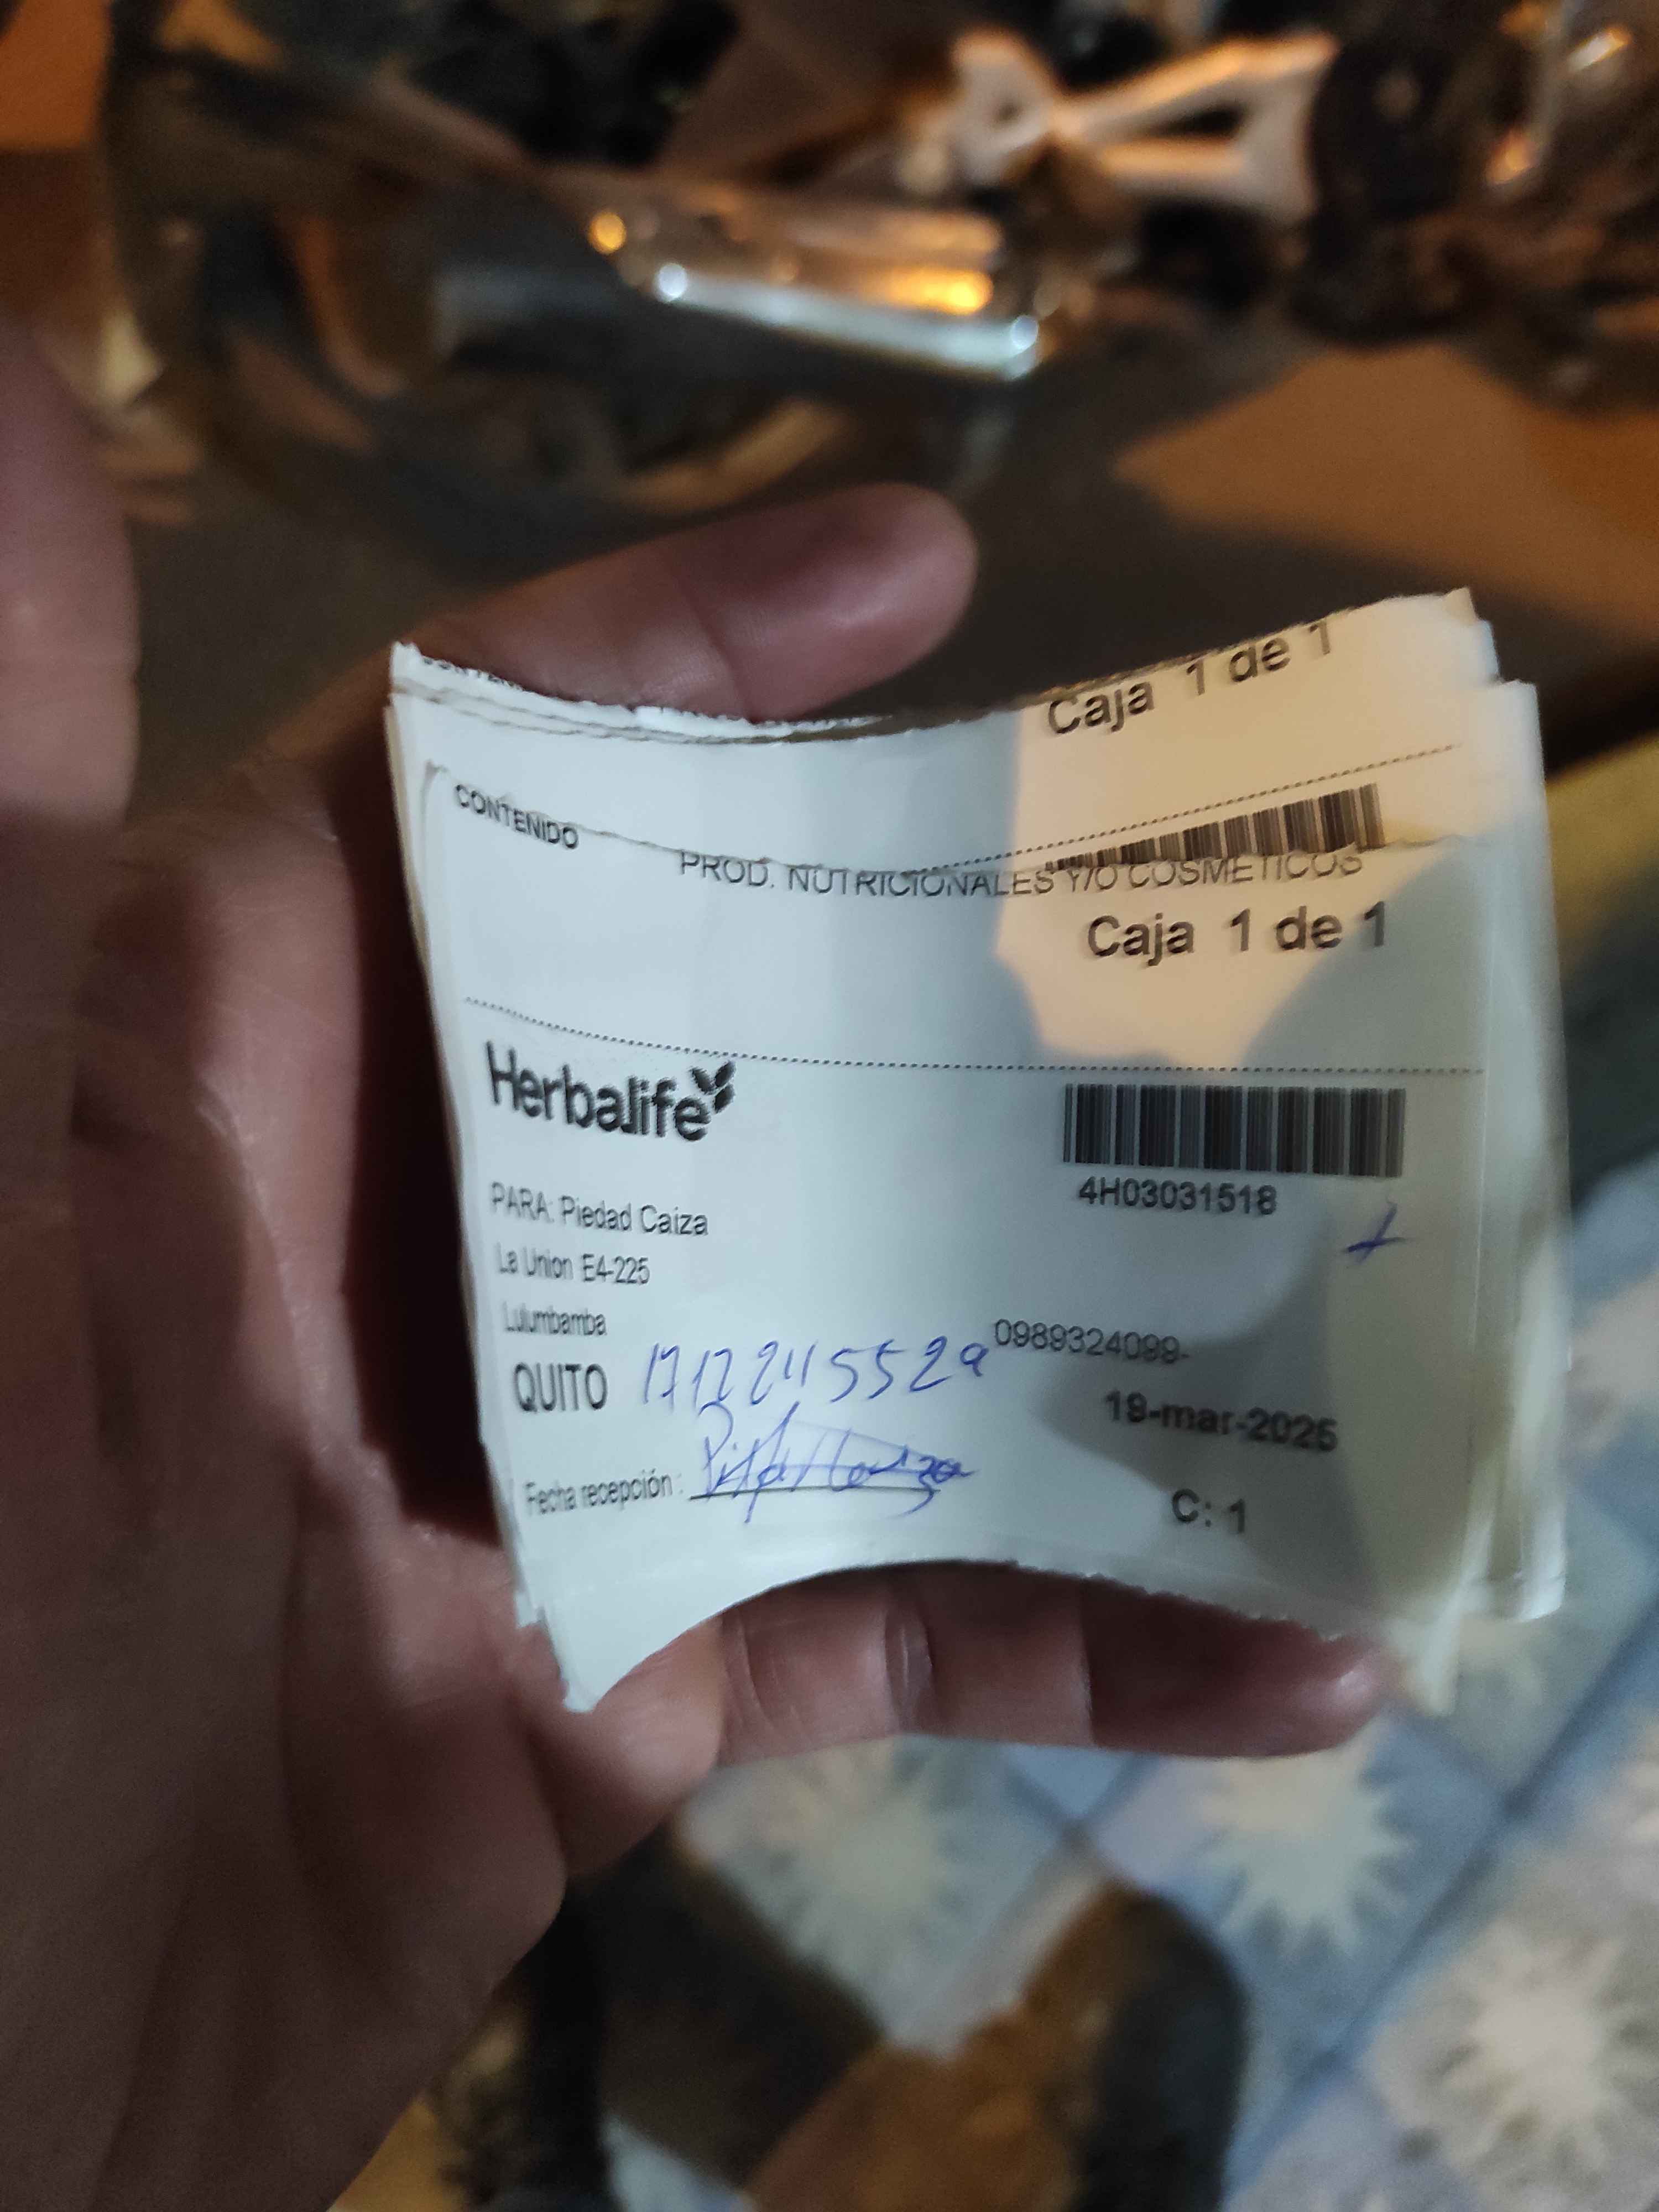 Caja 1 de 1
CONTENIDO
PROD. NUTRICIONALES Y/O COSMETICOS
Caja 1 de 1
Herbalife
4H03031518
PARA: Piedad Caiza
La Union E4-225
Lulumbamba
0989324099-
QUITO
19-mar-2025
Fecha recepción :
C: 1